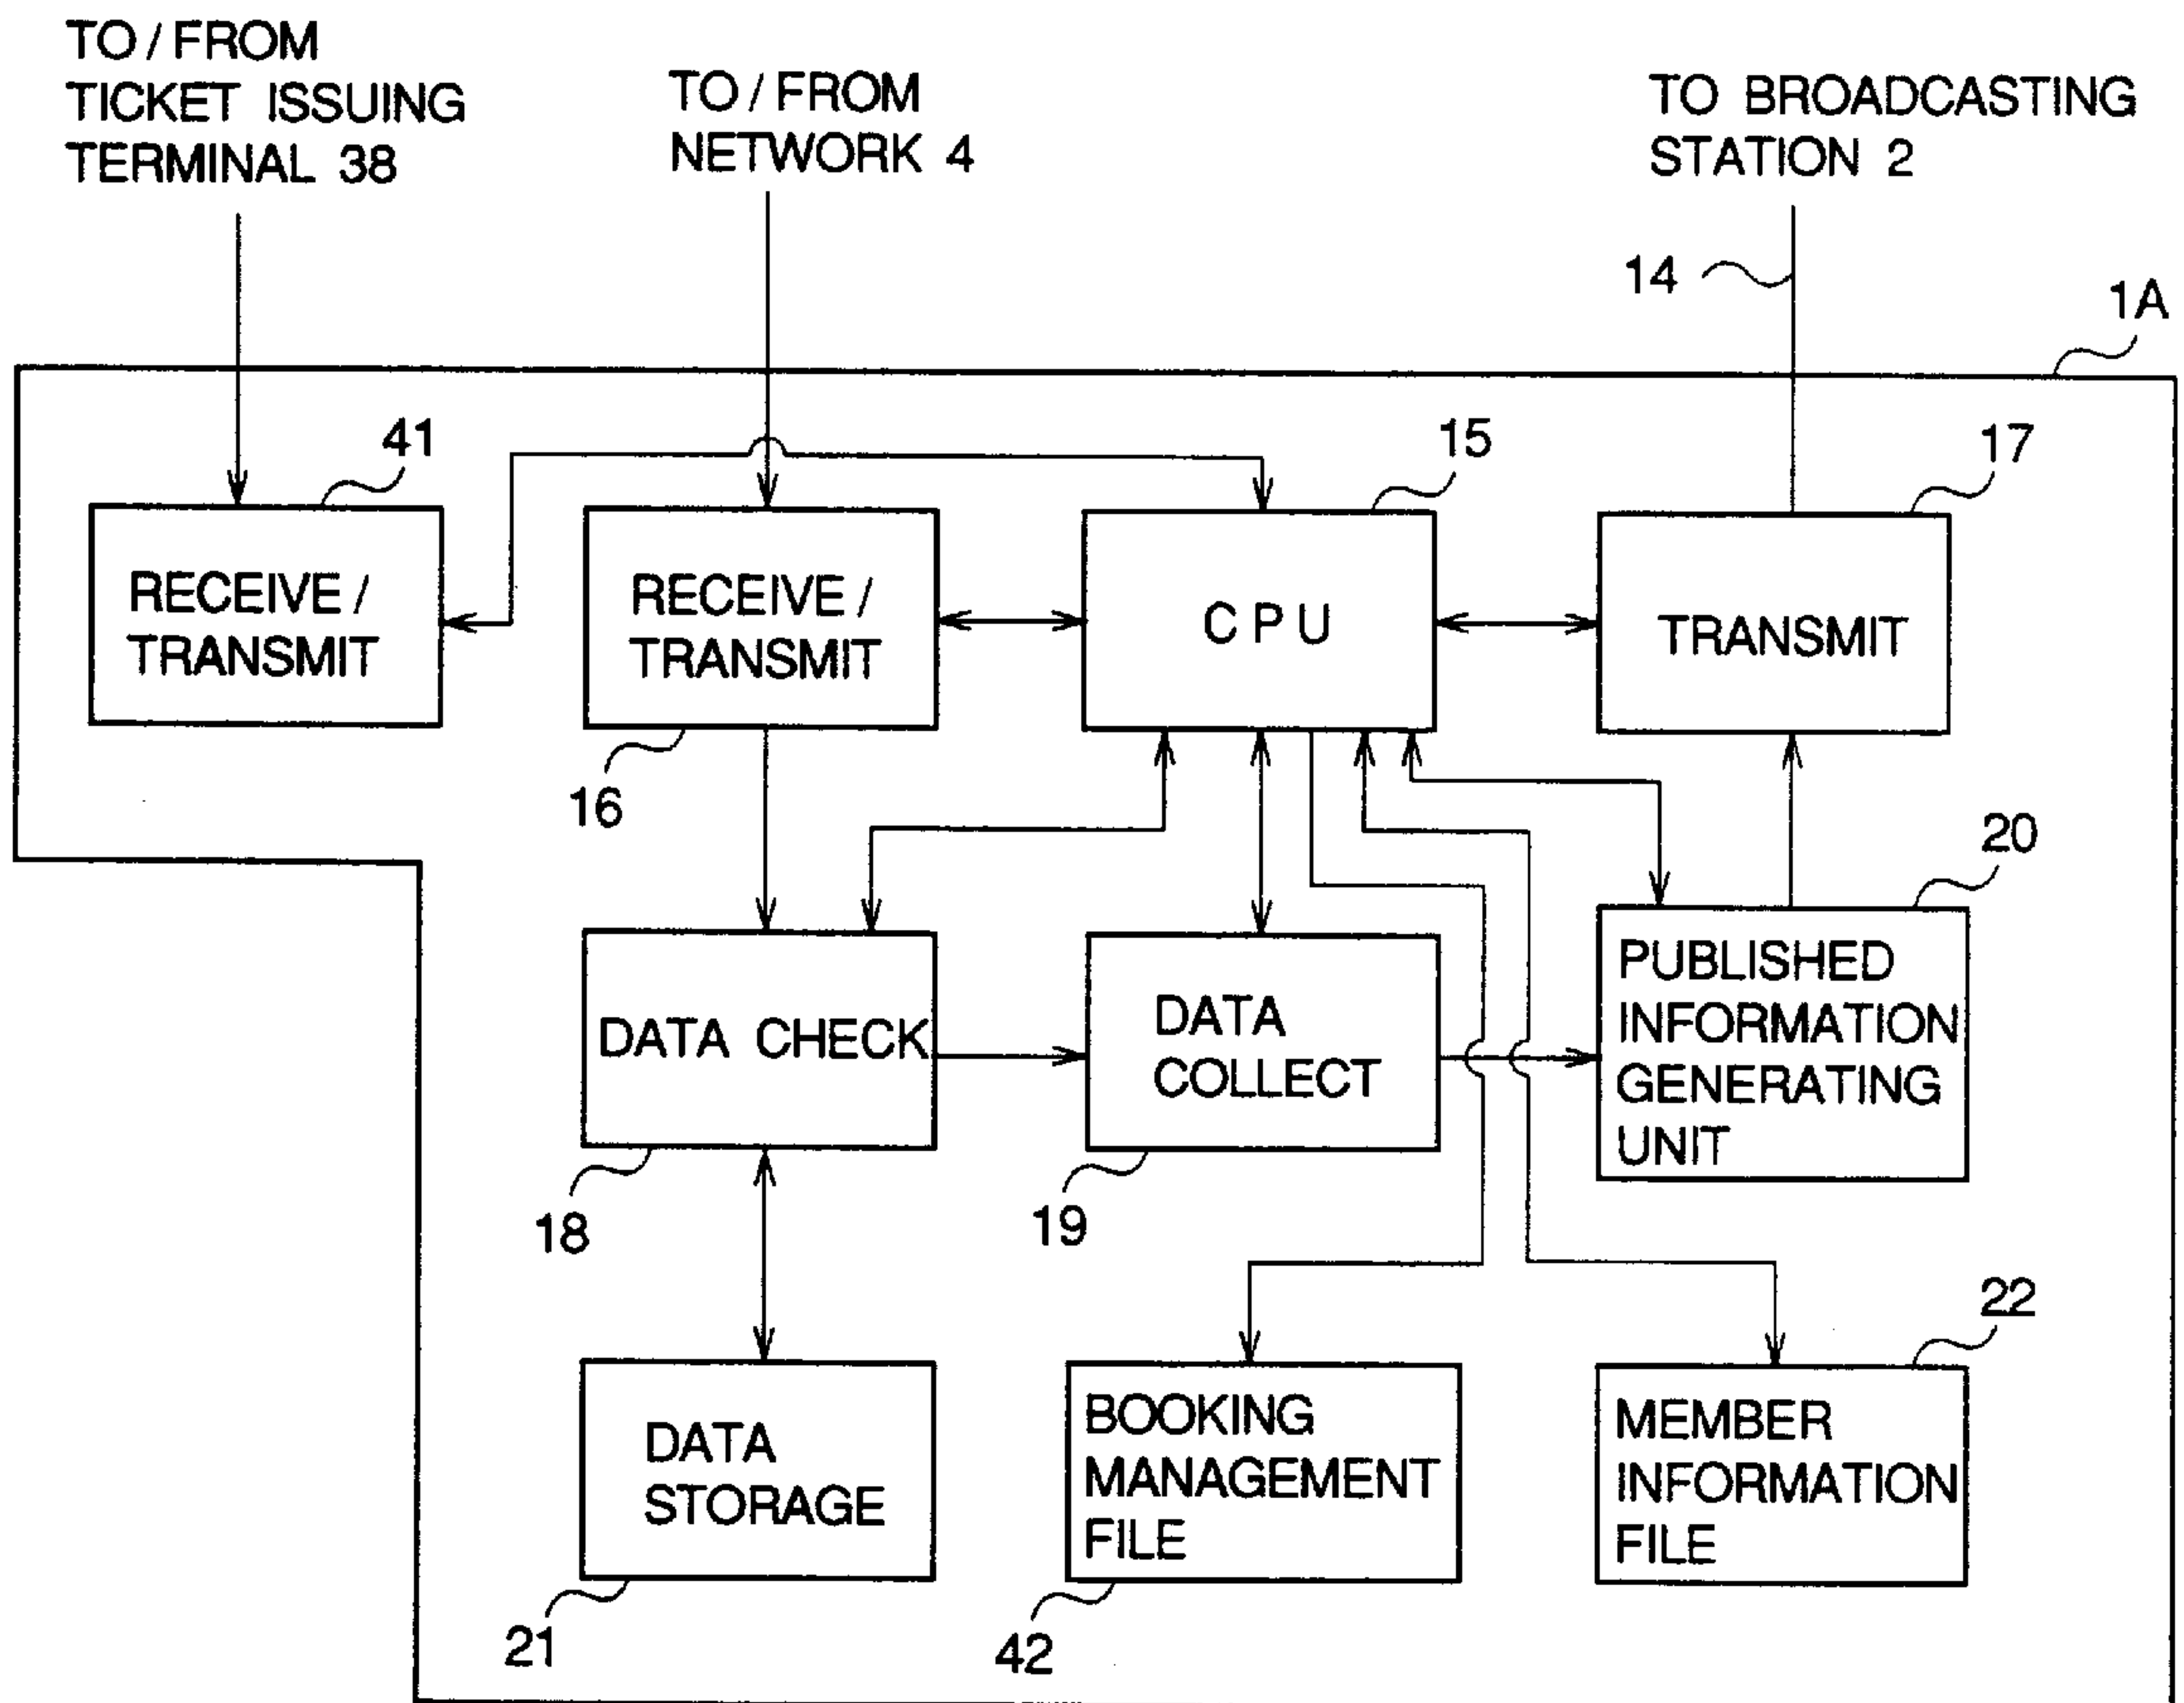 TO / FROM
TICKET ISSUING
TERMINAL 38
TO / FROM
NETWORK 4
TO BROADCASTING
STATION 2
14
1A
41
15
17
RECEIVE /
TRANSMIT
RECEIVE /
TRANSMIT
CPU
TRANSMIT
16
20
DATA CHECK
DATA
COLLECT
PUBLISHED
INFORMATION
GENERATING
UNIT
18
19
22
DATA
STORAGE
BOOKING
MANAGEMENT
FILE
MEMBER
INFORMATION
FILE
21
42